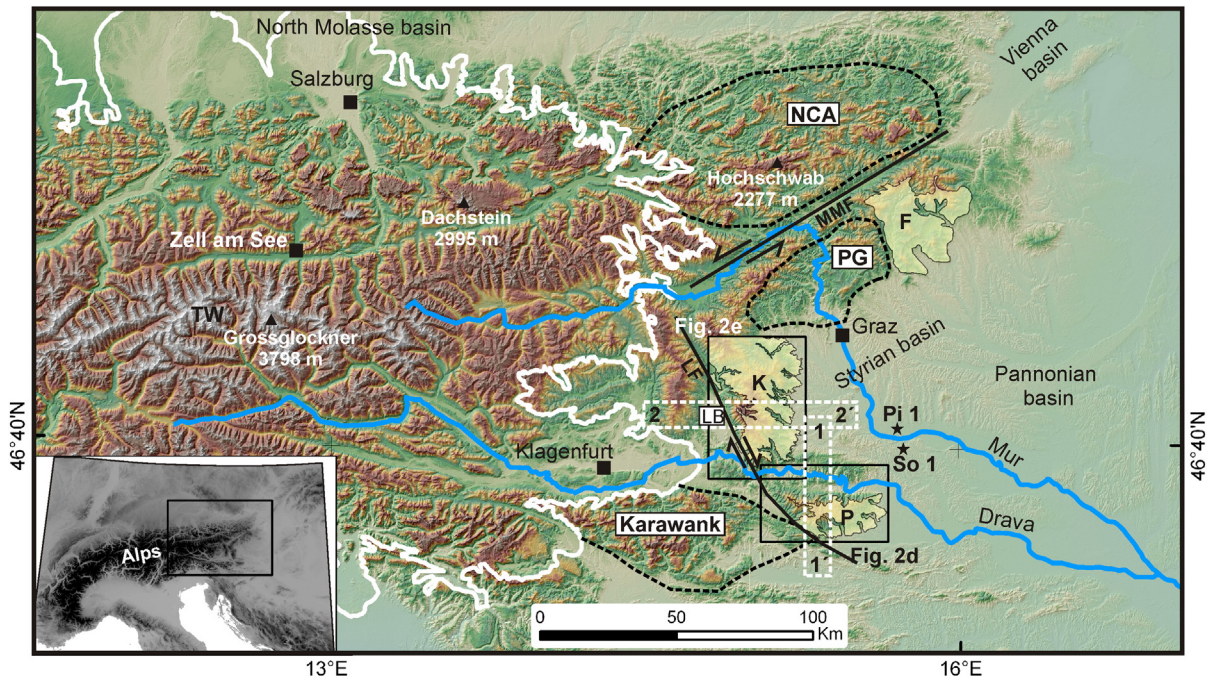 North Molasse basin
Vienna
basin
Salzburg
NCA
Hochschwab
2277 m
Dachstein
2995 m
MMF
F
Zell am See
PG
TW
Grossglockner
3798 m
Fig. 2e
Graz
Styrian basin
LF
K
Pannonian
basin
2
LB
2´
Pi 1
1
46°40'N
46°40'N
Klagenfurt
So 1
Mur
Karawank
P
Drava
Alps
1´
Fig. 2d
0
50
100
Km
13°E
16°E